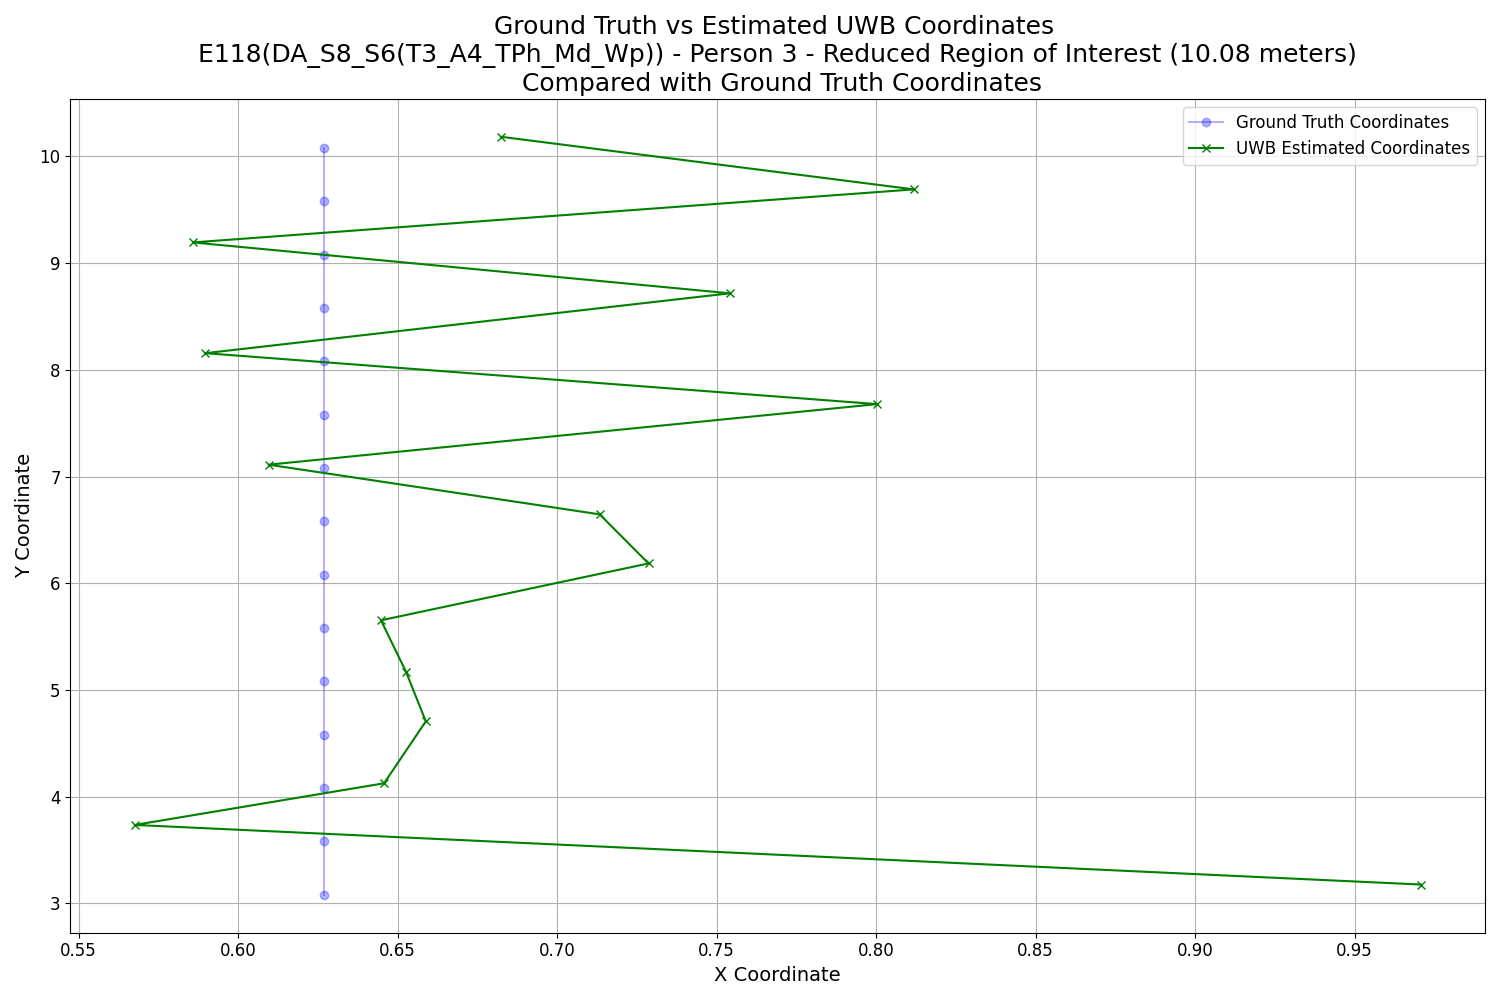 Ground Truth vs Estimated UWB Coordinates
E118(DA_S8_S6(T3_A4_TPh_Md_Wp)) - Person 3 - Reduced Region of Interest (10.08 meters)
Compared with Ground Truth Coordinates
Ground Truth Coordinates
UWB Estimated Coordinates
10
9
8
7
6
5
4
3
Y Coordinate
0.55 0.60 0.65 0.70 0.75 0.80 0.85 0.90 0.95
X Coordinate